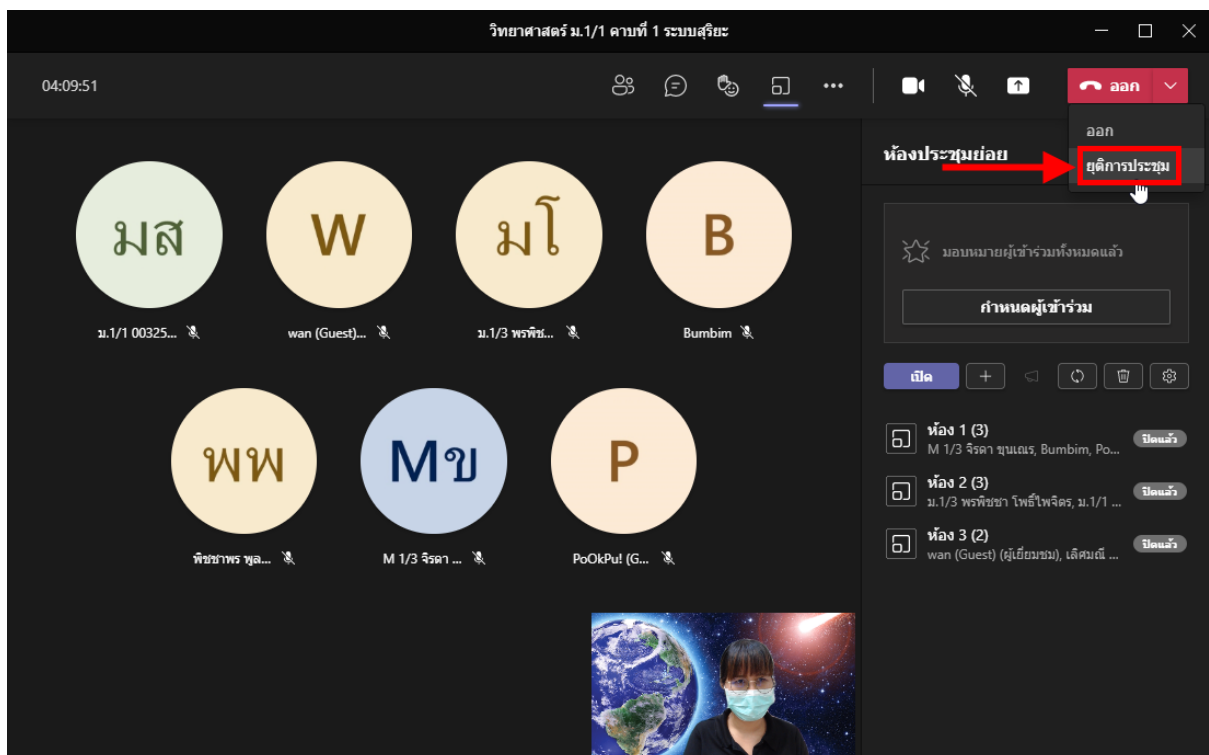 วิทยาศาสตร์ ม.1/1 คาบที่ 1 ระบบสุริยะ
04:09:51
ออก
ออก
ยุติการประชุม
ห้องประชุมย่อย
มอบหมายผู้เข้าร่วมทั้งหมดแล้ว
กำหนดผู้เข้าร่วม
เปิด
ห้อง 1 (3)
M 1/3 จิรดา ขุนเณร, Bumbim, Po...
ปิดแล้ว
ห้อง 2 (3)
ม.1/3 พรพิชชา โพธิ์ไพจิตร, ม.1/1 ...
ปิดแล้ว
ห้อง 3 (2)
wan (Guest) (ผู้เยี่ยมชม), เลิศมณี ...
ปิดแล้ว
มส
W
มโ
B
ม.1/1 00325...
wan (Guest)...
ม.1/3 พรพิช...
Bumbim
พพ
Mข
P
พิชชาพร พูล...
M 1/3 จิรดา ...
PoOkPu! (G...